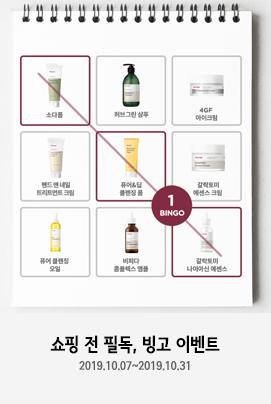 소다폼
허브그린 샴푸
4GF
아이크림
핸드 앤 네일
트리트먼트 크림
퓨어&딥
클렌징 폼
갈락토미
에센스 크림
1
BINGO
퓨어 클렌징
오일
비피다
콤플렉스 앰플
갈락토미
나이아신 에센스
쇼핑 전 필독, 빙고 이벤트
2019.10.07~2019.10.31